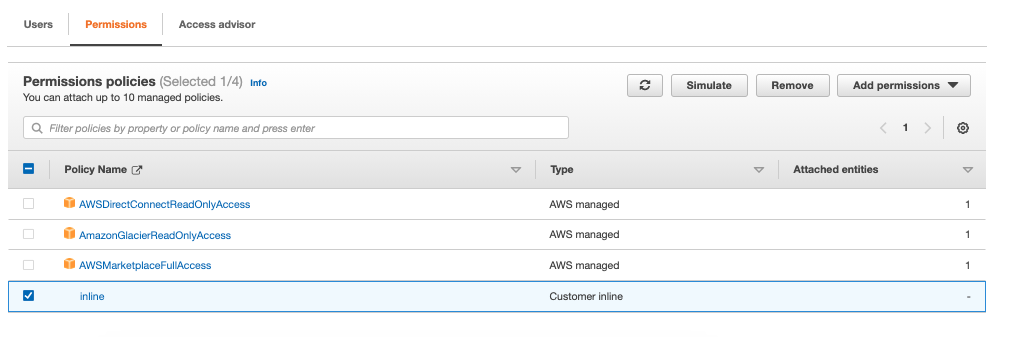 Users Permissions Access advisor
Permissions policies (Selected 1/4) Info
You can attach up to 10 managed policies.
Simulate Remove Add permissions
Filter policies by property or policy name and press enter
1
Policy Name Type Attached entities
AWSDirectConnectReadOnlyAccess AWS managed 1
AmazonGlacierReadOnlyAccess AWS managed 1
AWSMarketplaceFullAccess AWS managed 1
inline Customer inline -